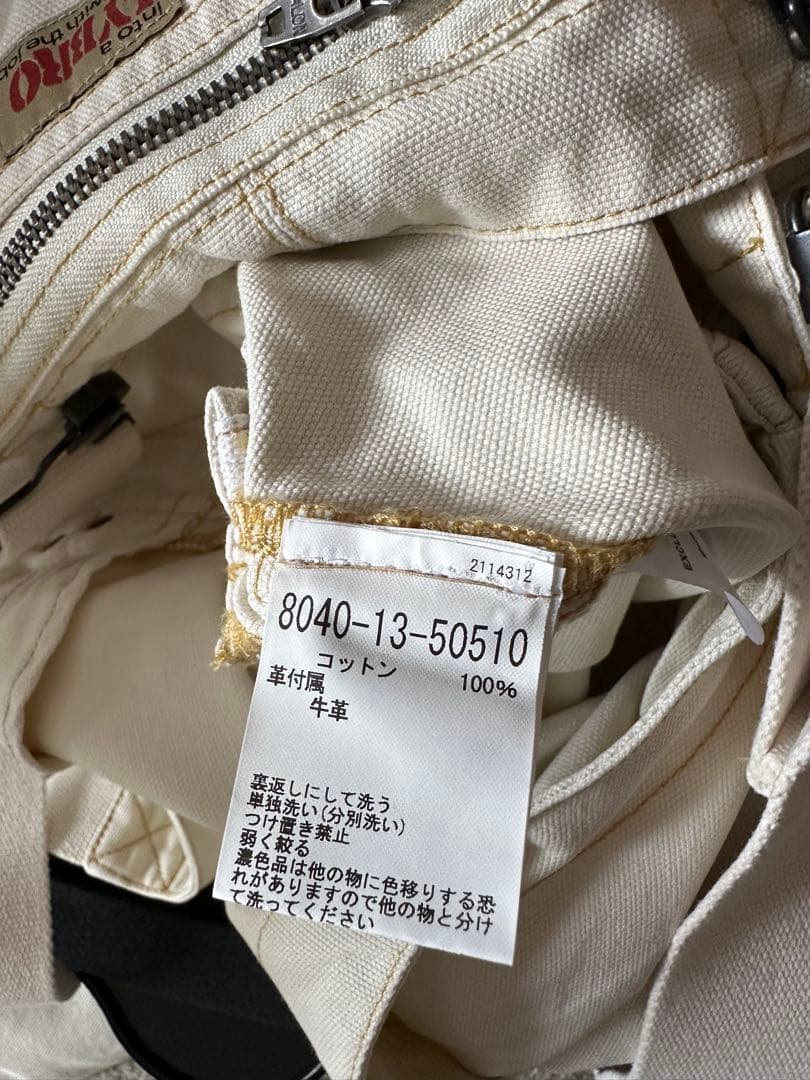 into a
with the job
2114312
8040-13-50510
コットン 100%
革付属
牛革
裏返しにして洗う
単独洗い(分別洗い)
つけ置き禁止
弱く絞る
濃色品は他の物に色移りする恐
れがありますので他の物と分け
て洗ってください